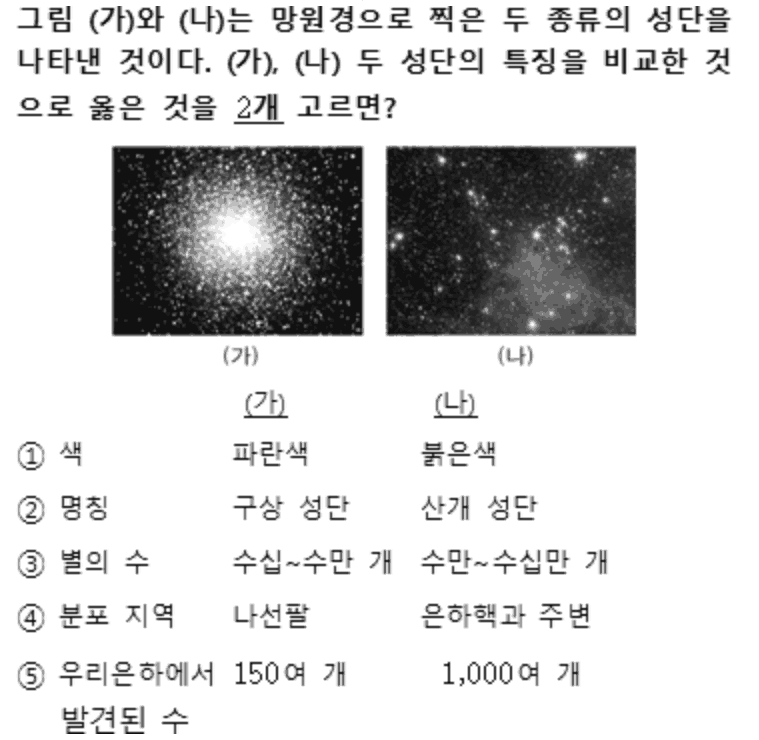 그림 (가)와 (나)는 망원경으로 찍은 두 종류의 성단을
나타낸 것이다. (가), (나) 두 성단의 특징을 비교한 것
으로 옳은 것을 2개 고르면?
(가) (나)
(가) (나)
① 색 파란색 붉은색
② 명칭 구상 성단 산개 성단
③ 별의 수 수십~수만 개 수만~수십만 개
④ 분포 지역 나선팔 은하핵과 주변
⑤ 우리은하에서 150여 개 1,000여 개
발견된 수